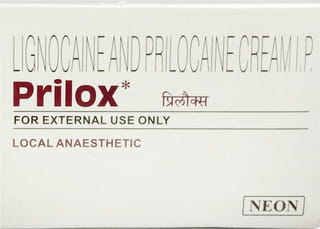 LIGNOCAINE AND PRILOCAINE CREAM I.P.
Prilox* प्रिलौक्स
FOR EXTERNAL USE ONLY
LOCAL ANAESTHETIC
NEON